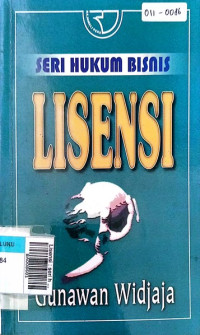 011-0016
SERI HUKUM BISNIS
LISENSI
Gunawan Widjaja